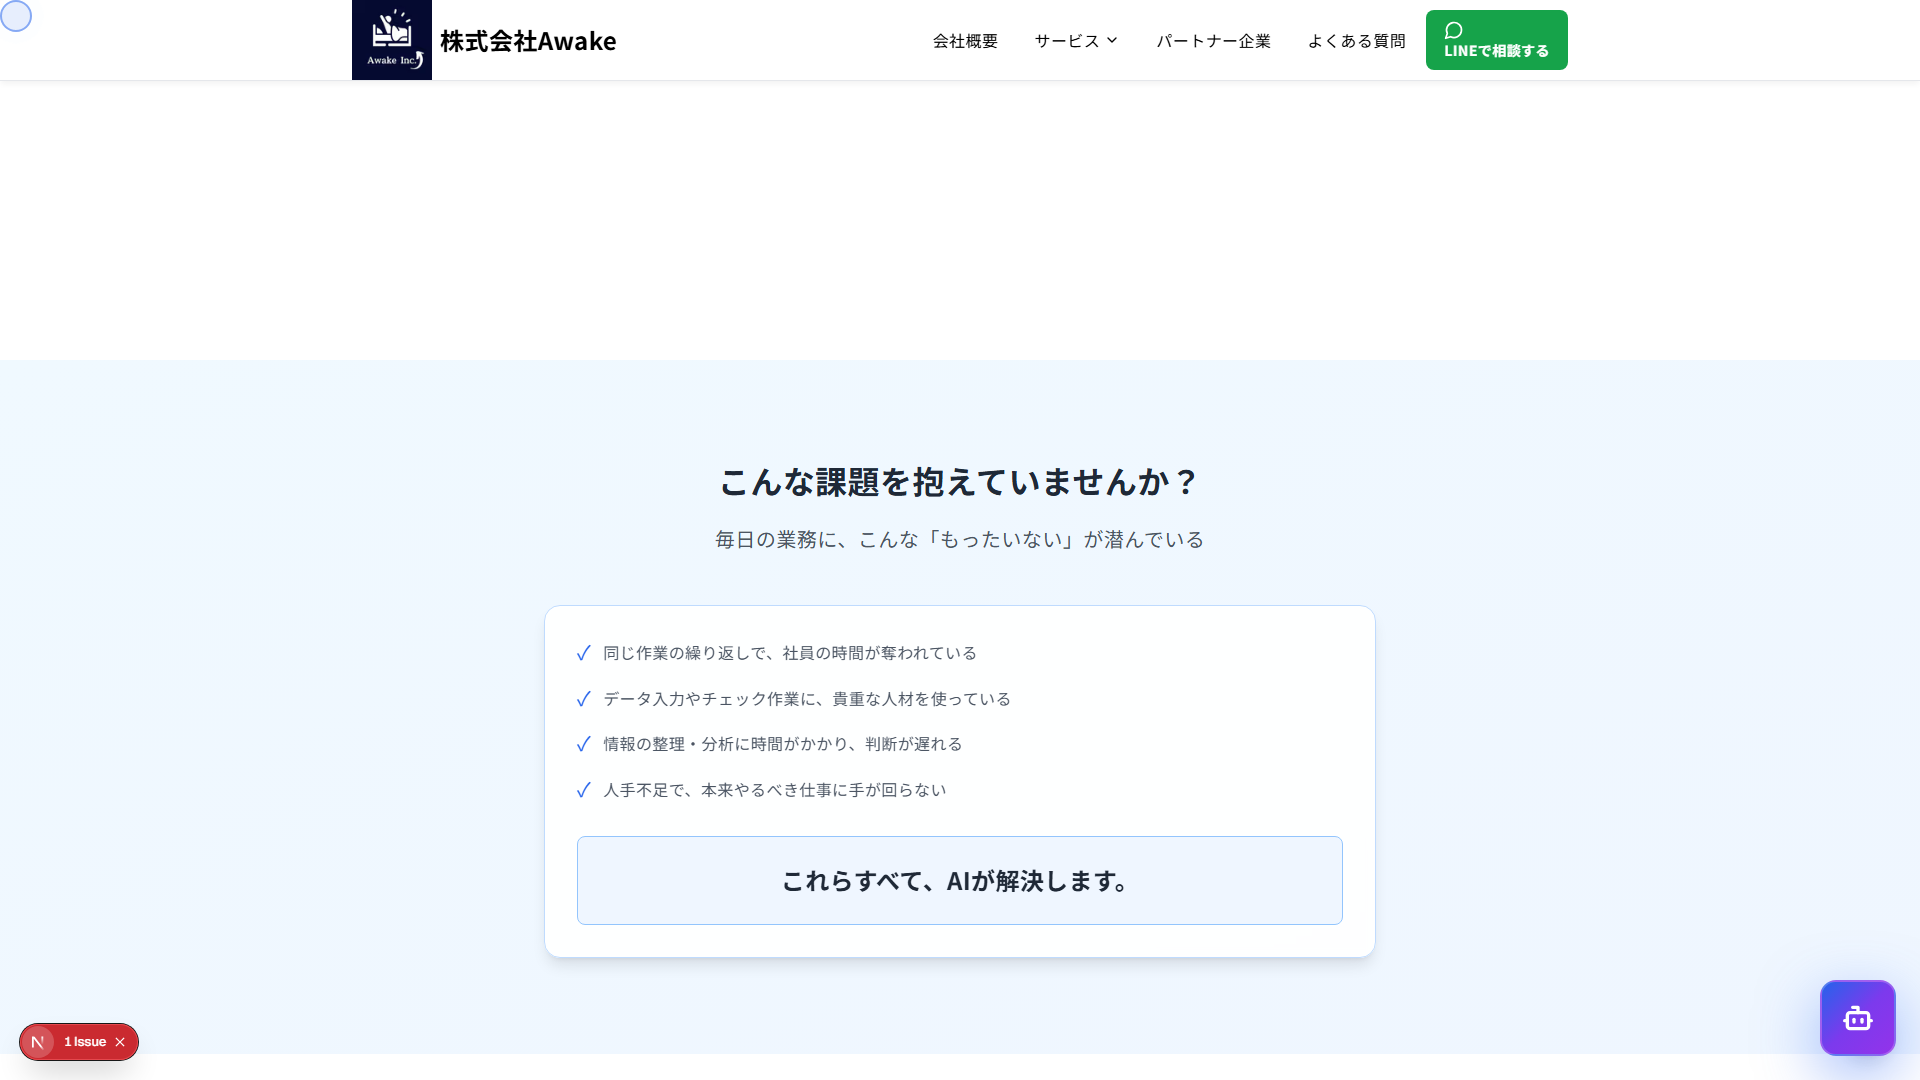 Awake Inc.
株式会社Awake
会社概要
サービス
パートナー企業
よくある質問
LINEで相談する
こんな課題を抱えていませんか？
毎日の業務に、こんな「もったいない」が潜んでいる
✓ 同じ作業の繰り返しで、社員の時間が奪われている
✓ データ入力やチェック作業に、貴重な人材を使っている
✓ 情報の整理・分析に時間がかかり、判断が遅れる
✓ 人手不足で、本来やるべき仕事に手が回らない
これらすべて、AIが解決します。
N 1 Issue